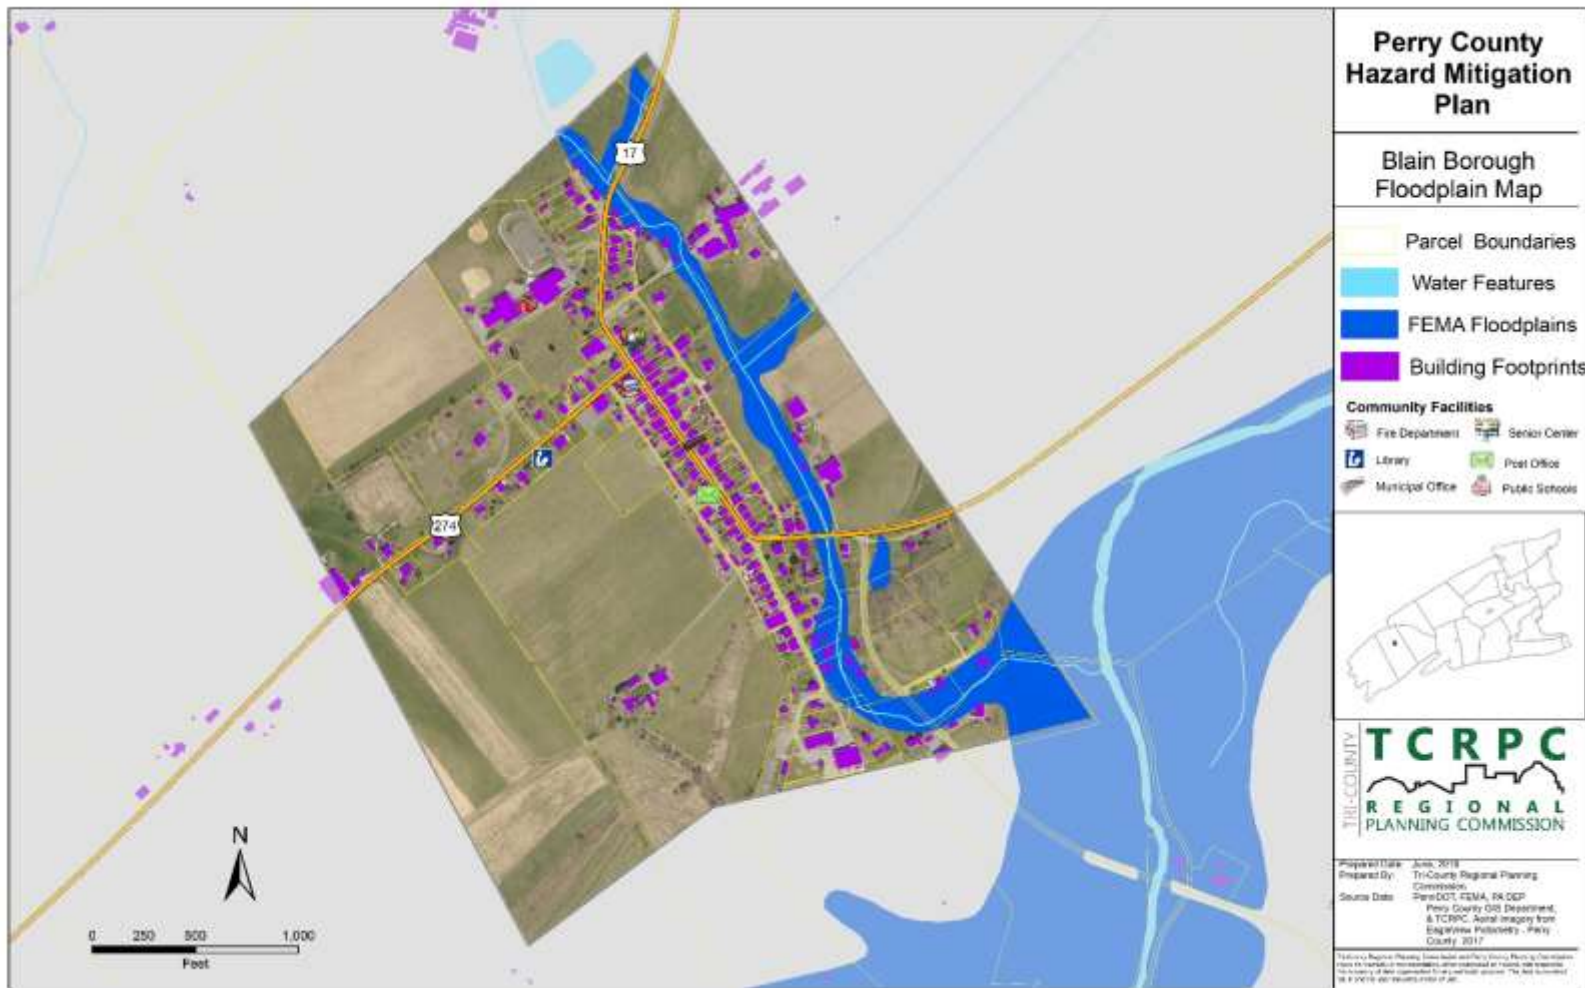 Perry County
Hazard Mitigation
Plan
Blain Borough
Floodplain Map
Parcel Boundaries
Water Features
FEMA Floodplains
Building Footprints
Community Facilities
Fire Department
Senior Center
Library
Post Office
Municipal Office
Public Schools
17
274
N
0 250 500 1,000
Feet
TRI-COUNTY
TCRPC
REGIONAL
PLANNING COMMISSION
Prepared Date: June, 2018
Prepared By: Tri-County Regional Planning
Commission
Source Data: PennDOT, FEMA, PA DEP
Perry County GIS Department,
& TCRPC. Aerial Imagery from
EagleView Pictometry - Perry
County 2017